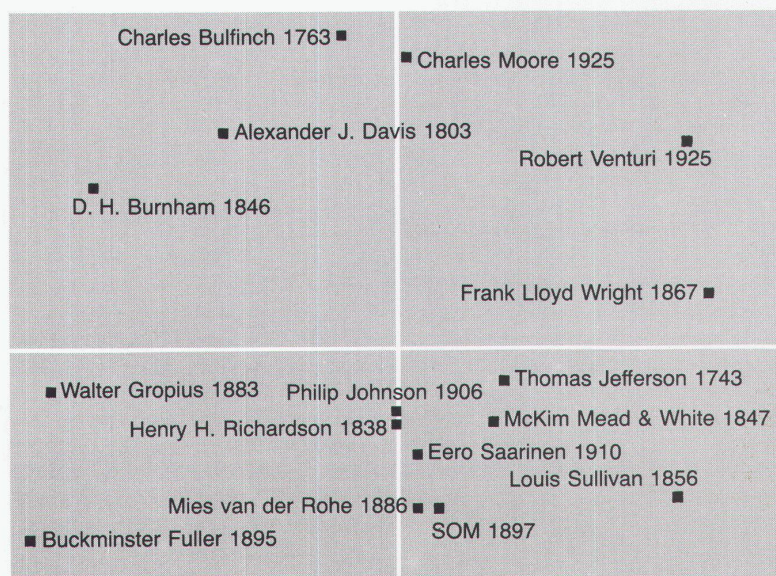 Charles Bulfinch 1763
Charles Moore 1925
Alexander J. Davis 1803
Robert Venturi 1925
D. H. Burnham 1846
Frank Lloyd Wright 1867
Thomas Jefferson 1743
Walter Gropius 1883
Philip Johnson 1906
McKim Mead & White 1847
Henry H. Richardson 1838
Eero Saarinen 1910
Louis Sullivan 1856
Mies van der Rohe 1886
SOM 1897
Buckminster Fuller 1895